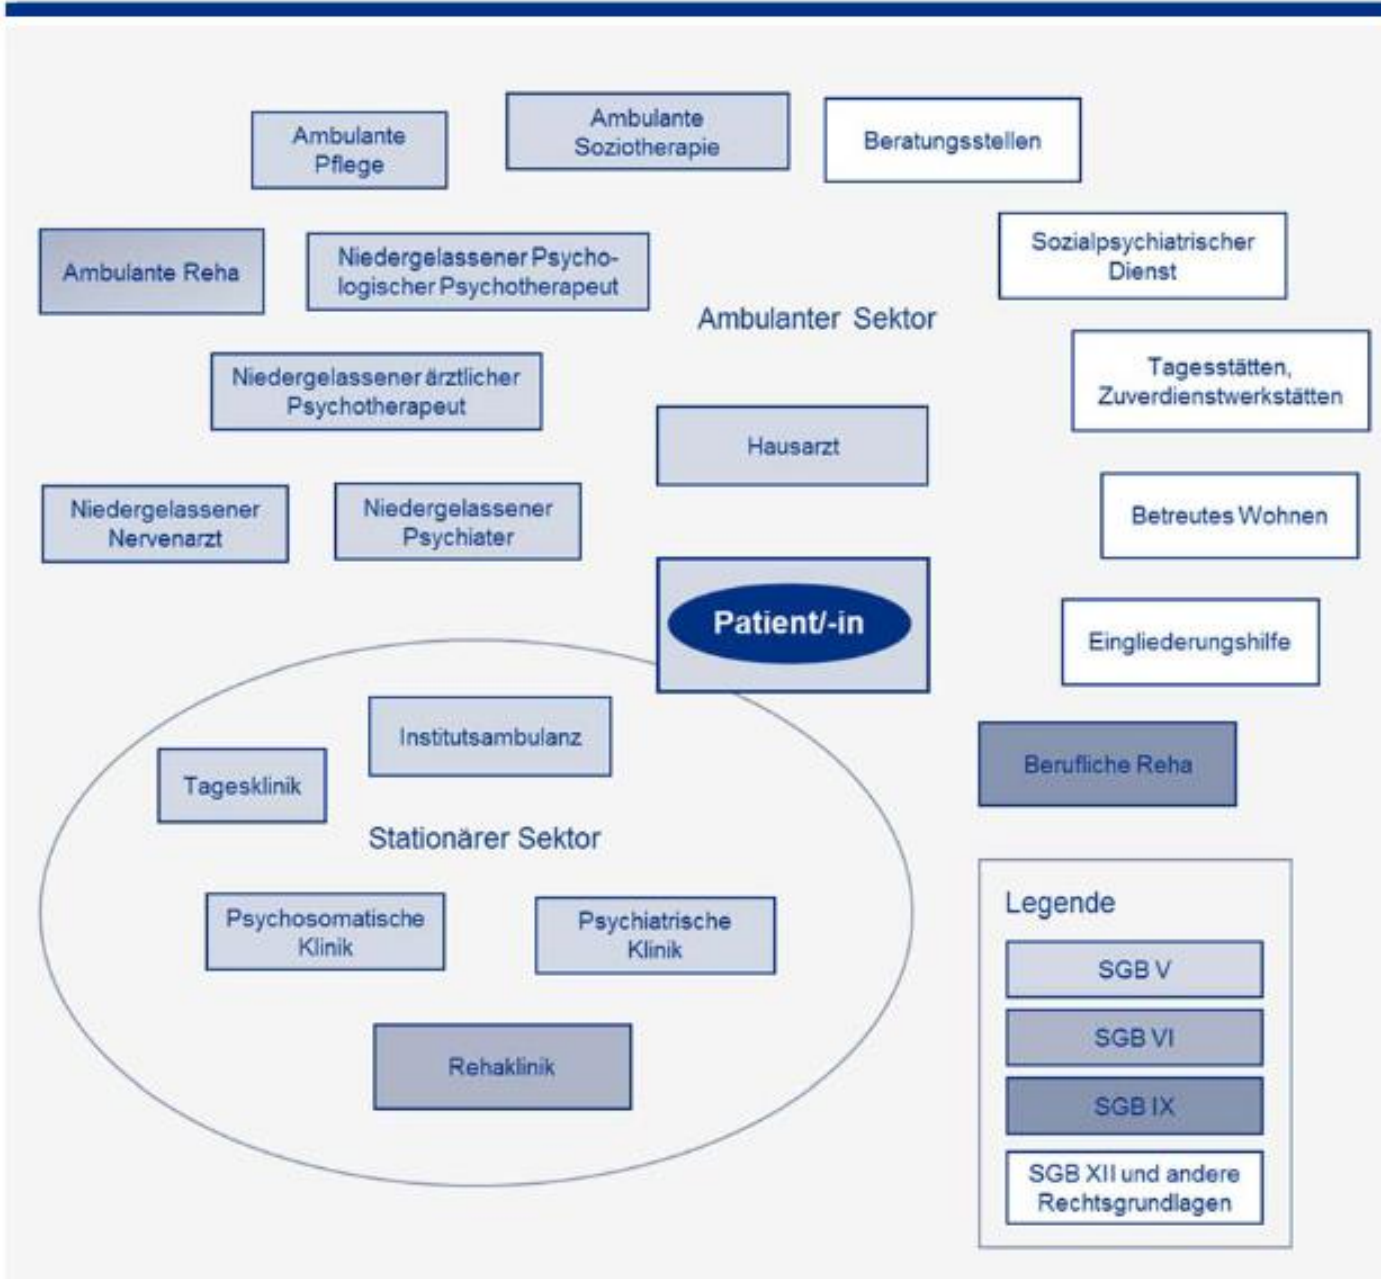 Ambulante
Pflege
Ambulante
Soziotherapie
Beratungsstellen
Ambulante Reha
Niedergelassener Psycho-
logischer Psychotherapeut
Sozialpsychiatrischer
Dienst
Ambulanter Sektor
Niedergelassener ärztlicher
Psychotherapeut
Tagesstätten,
Zuverdienstwerkstätten
Hausarzt
Niedergelassener
Nervenarzt
Niedergelassener
Psychiater
Betreutes Wohnen
Patient/-in
Eingliederungshilfe
Institutsambulanz
Tagesklinik
Berufliche Reha
Stationärer Sektor
Psychosomatische
Klinik
Psychiatrische
Klinik
Rehaklinik
Legende
SGB V
SGB VI
SGB IX
SGB XII und andere
Rechtsgrundlagen